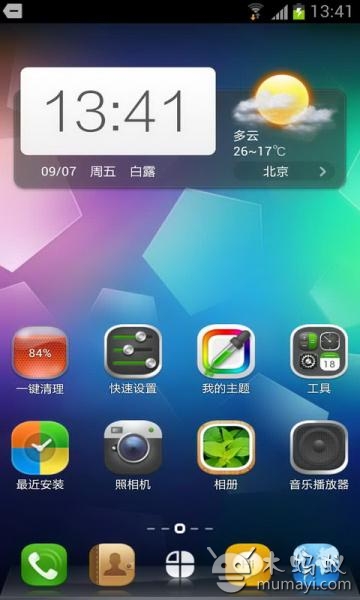 13:41
13:41
多云
26~17℃
09/07 周五 白露
北京
84%
18
一键清理
快速设置
我的主题
工具
最近安装
照相机
相册
音乐播放器
木蚂蚁
mumayi.com